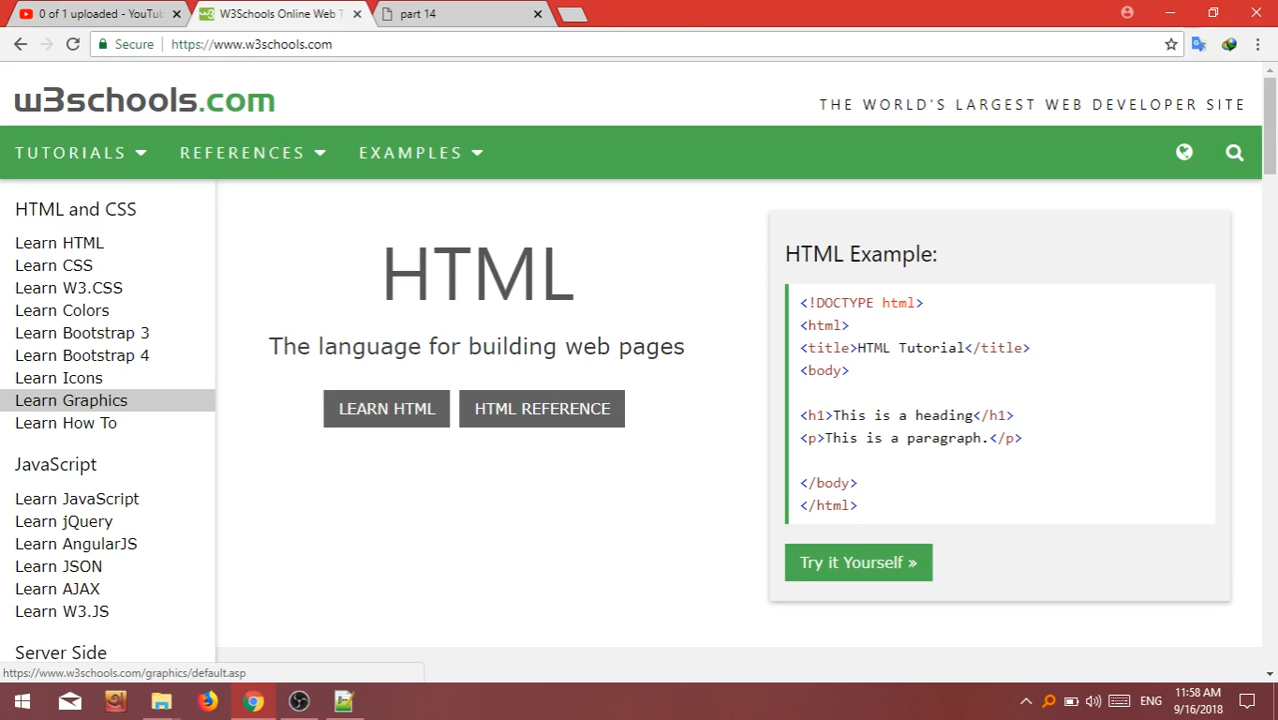 0 of 1 uploaded - YouTu
W3Schools Online Web T
part 14
Secure
https://www.w3schools.com
w3schools.com
THE WORLD'S LARGEST WEB DEVELOPER SITE
TUTORIALS REFERENCES EXAMPLES
HTML and CSS
Learn HTML
Learn CSS
Learn W3.CSS
Learn Colors
Learn Bootstrap 3
Learn Bootstrap 4
Learn Icons
Learn Graphics
Learn How To
JavaScript
Learn JavaScript
Learn jQuery
Learn AngularJS
Learn JSON
Learn AJAX
Learn W3.JS
Server Side
HTML
The language for building web pages
LEARN HTML
HTML REFERENCE
HTML Example:
<!DOCTYPE html>
<html>
<title>HTML Tutorial</title>
<body>
<h1>This is a heading</h1>
<p>This is a paragraph.</p>
</body>
</html>
Try it Yourself »
https://www.w3schools.com/graphics/default.asp
ENG
11:58 AM
9/16/2018